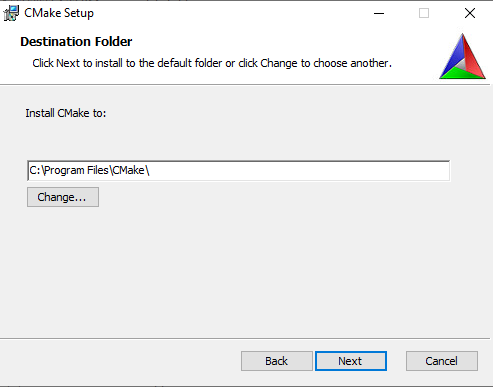 CMake Setup
Destination Folder
Click Next to install to the default folder or click Change to choose another.
Install CMake to:
C:\Program Files\CMake\
Change...
Back
Next
Cancel